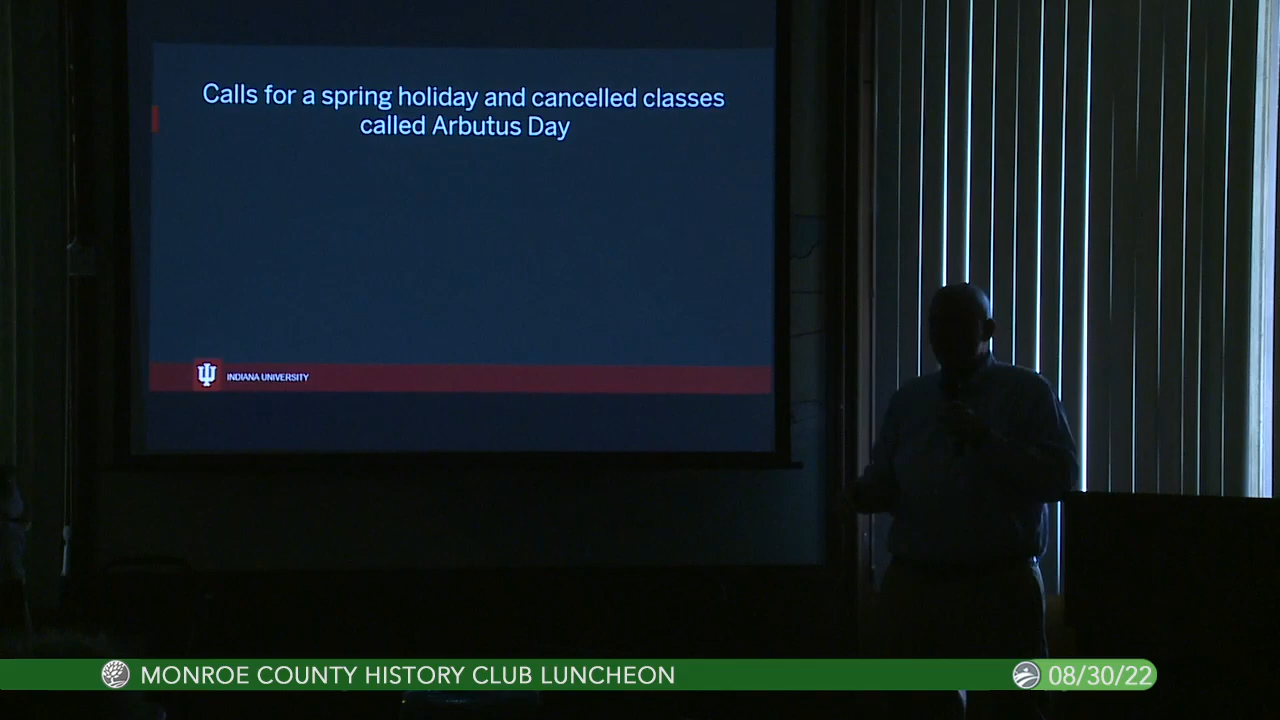 Calls for a spring holiday and cancelled classes
called Arbutus Day
INDIANA UNIVERSITY
MONROE COUNTY HISTORY CLUB LUNCHEON
08/30/22